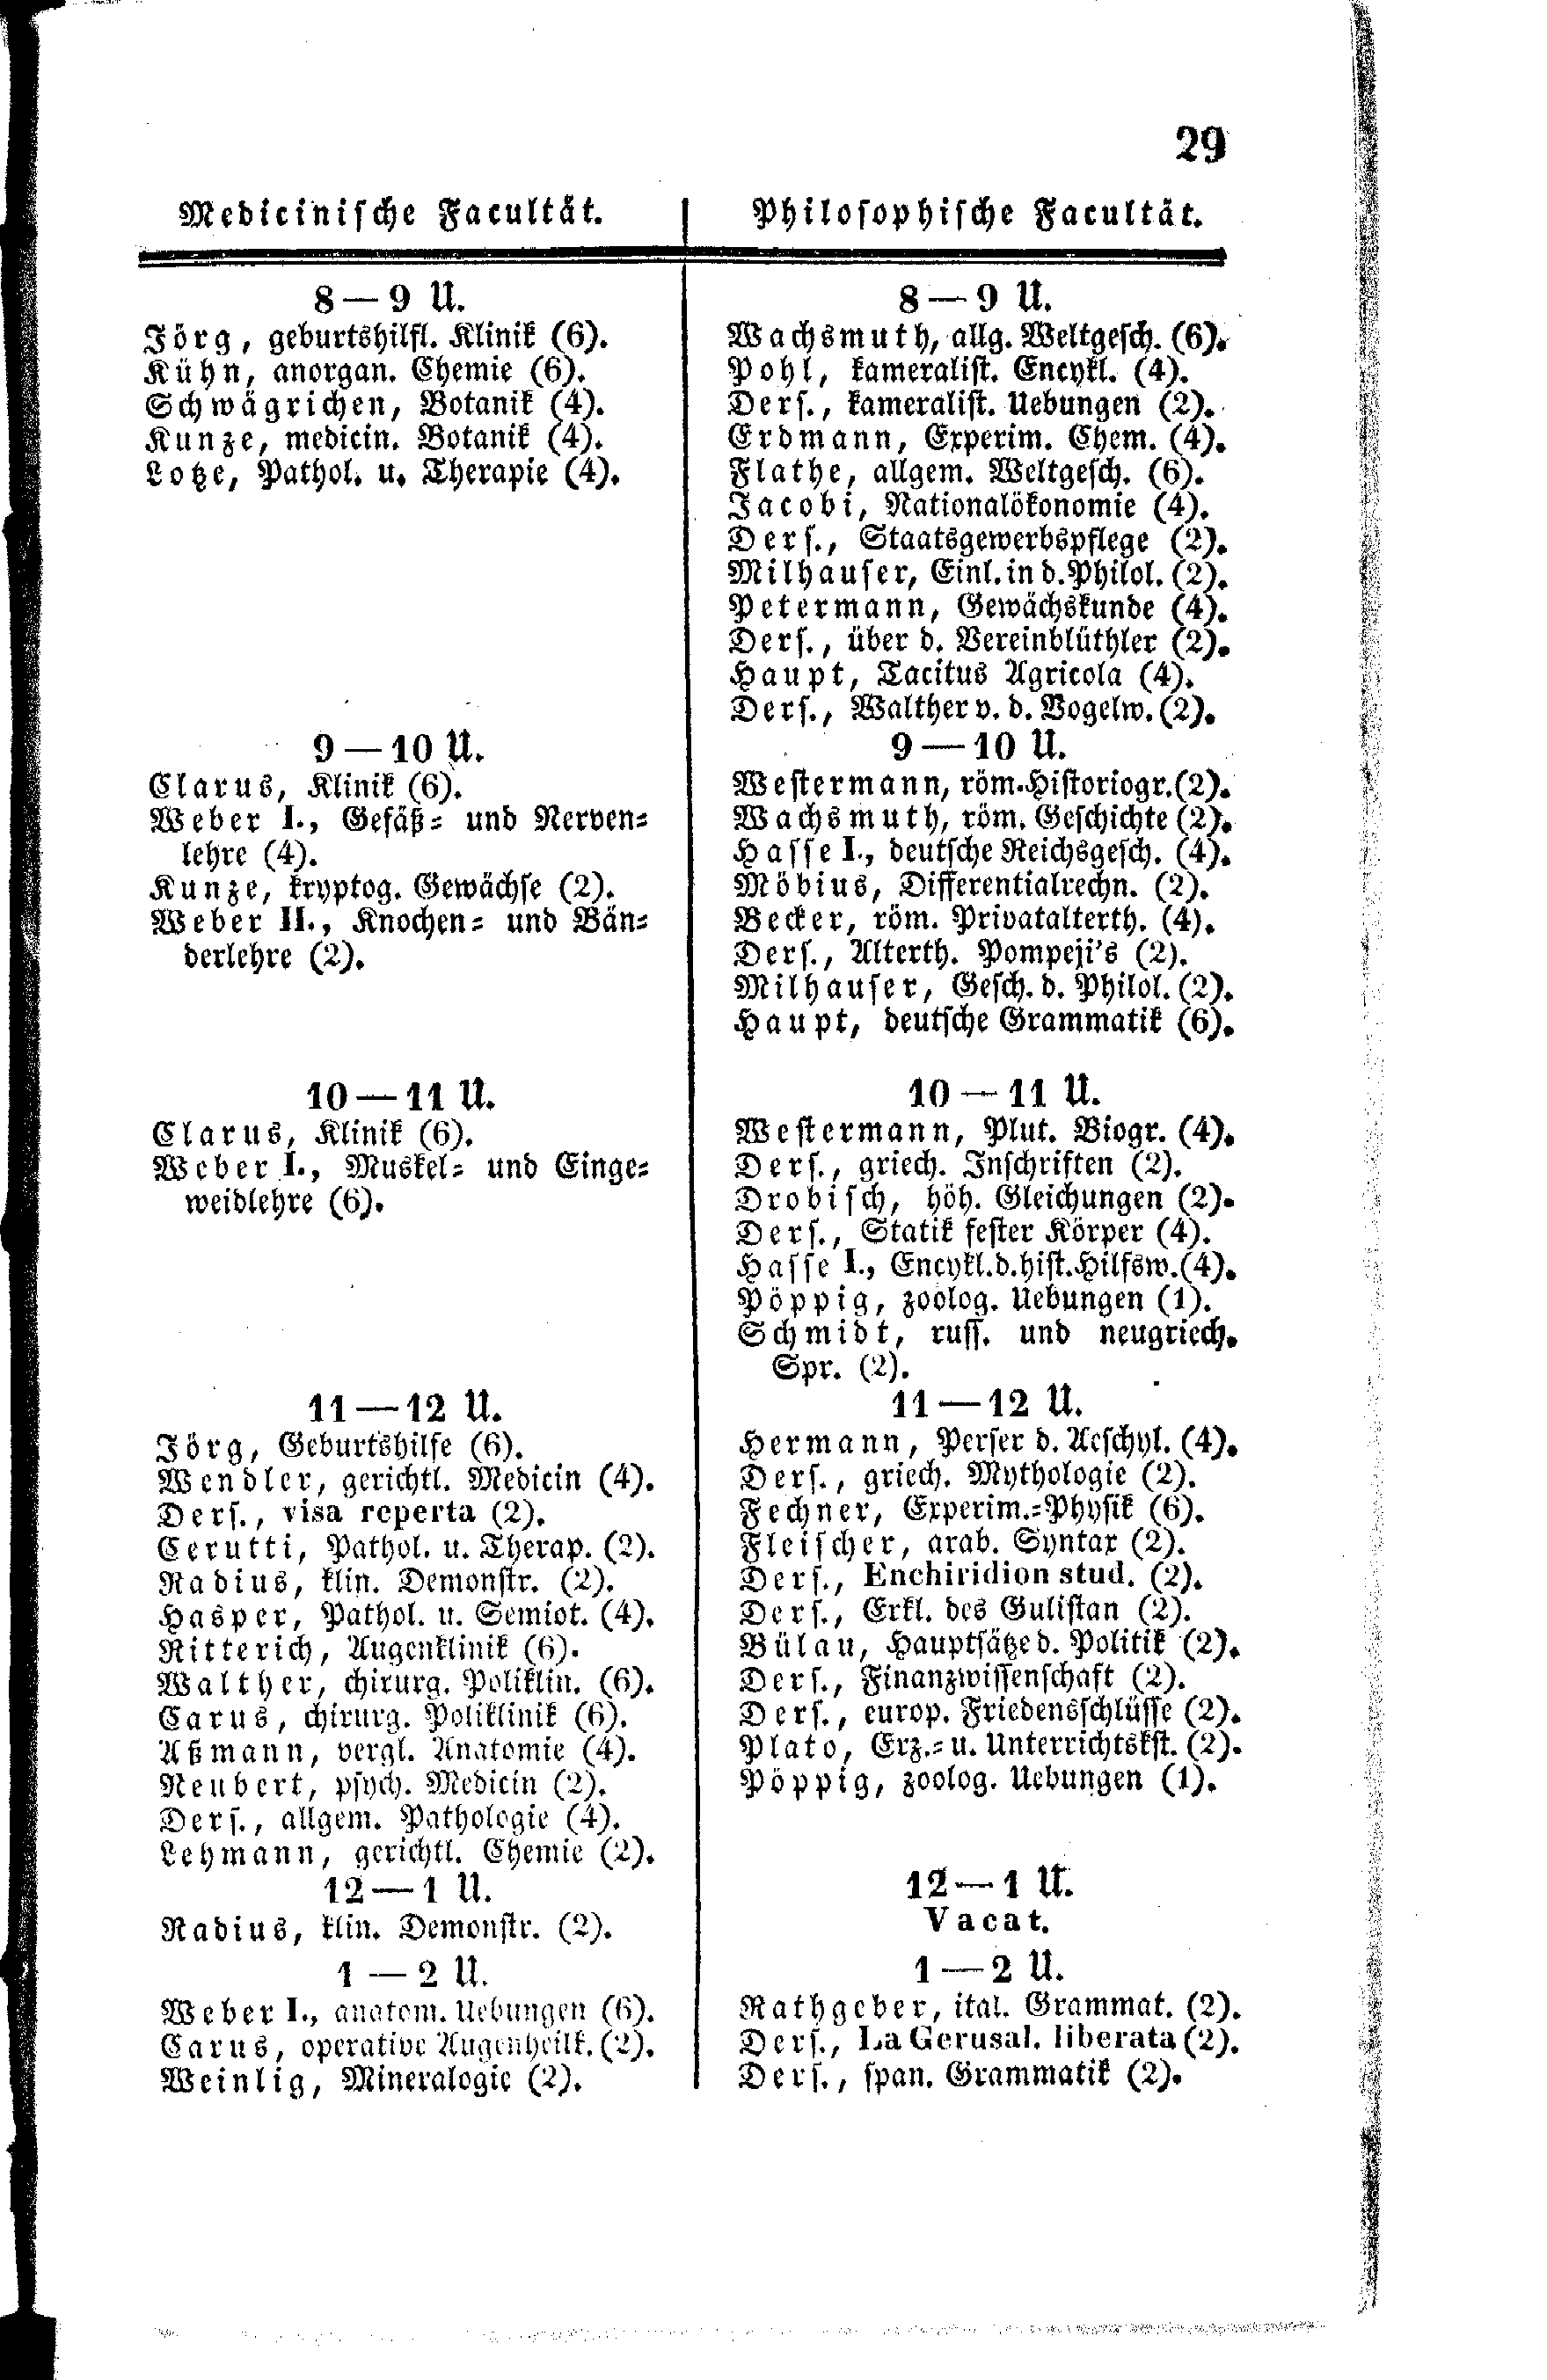 29
Medicinische Facultät.
8—9 U.
Jörg, geburtshilfl. Klinik (6).
Kühn, anorgan. Chemie (6).
Schwägrichen, Botanik (4).
Kunze, medicin. Botanik (4).
Lotze, Pathol. u. Therapie (4).
9—10 U.
Clarus, Klinik (6).
Weber I., Gefäß- und Nerven-
lehre (4).
Kunze, kryptog. Gewächse (2).
Weber II., Knochen- und Bän-
derlehre (2).
10—11 U.
Clarus, Klinik (6).
Weber I., Muskel- und Einge-
weidlehre (6).
11—12 U.
Jörg, Geburtshilfe (6).
Wendler, gerichtl. Medicin (4).
Ders., visa reperta (2).
Cerutti, Pathol. u. Therap. (2).
Radius, klin. Demonstr. (2).
Hasper, Pathol. u. Semiot. (4).
Ritterich, Augenklinik (6).
Walther, chirurg. Poliklin. (6).
Carus, chirurg. Poliklinik (6).
Aßmann, vergl. Anatomie (4).
Neubert, psych. Medicin (2).
Ders., allgem. Pathologie (4).
Lehmann, gerichtl. Chemie (2).
12—1 U.
Radius, klin. Demonstr. (2).
1—2 U.
Weber I., anatom. Uebungen (6).
Carus, operative Augenheilk. (2).
Weinlig, Mineralogie (2).
Philosophische Facultät.
8—9 U.
Wachsmuth, allg. Weltgesch. (6).
Pohl, kameralist. Encykl. (4).
Ders., kameralist. Uebungen (2).
Erdmann, Experim. Chem. (4).
Flathe, allgem. Weltgesch. (6).
Jacobi, Nationalökonomie (4).
Ders., Staatsgewerbspflege (2).
Milhauser, Einl. in d. Philol. (2).
Petermann, Gewächskunde (4).
Ders., über d. Vereinblüthler (2).
Haupt, Tacitus Agricola (4).
Ders., Walther v. d. Vogelw. (2).
9—10 U.
Westermann, röm. Historiogr. (2).
Wachsmuth, röm. Geschichte (2).
Hasse I., deutsche Reichsgesch. (4).
Möbius, Differentialrechn. (2).
Becker, röm. Privatalterth. (4).
Ders., Alterth. Pompeji's (2).
Milhauser, Gesch. d. Philol. (2).
Haupt, deutsche Grammatik (6).
10—11 U.
Westermann, Plut. Biogr. (4).
Ders., griech. Inschriften (2).
Drobisch, höh. Gleichungen (2).
Ders., Statik fester Körper (4).
Hasse I., Encykl. d. hist. Hilfsw. (4).
Pöppig, zoolog. Uebungen (1).
Schmidt, russ. und neugriech.
Spr. (2).
11—12 U.
Hermann, Perser d. Aeschyl. (4).
Ders., griech. Mythologie (2).
Fechner, Experim.-Physik (6).
Fleischer, arab. Syntax (2).
Ders., Enchiridion stud. (2).
Ders., Erkl. des Gulistan (2).
Bülau, Hauptsätze d. Politik (2).
Ders., Finanzwissenschaft (2).
Ders., europ. Friedensschlüsse (2).
Plato, Erz.- u. Unterrichtskst. (2).
Pöppig, zoolog. Uebungen (1).
12—1 U.
Vacat.
1—2 U.
Rathgeber, ital. Grammat. (2).
Ders., La Gerusal. liberata (2).
Ders., span. Grammatik (2).